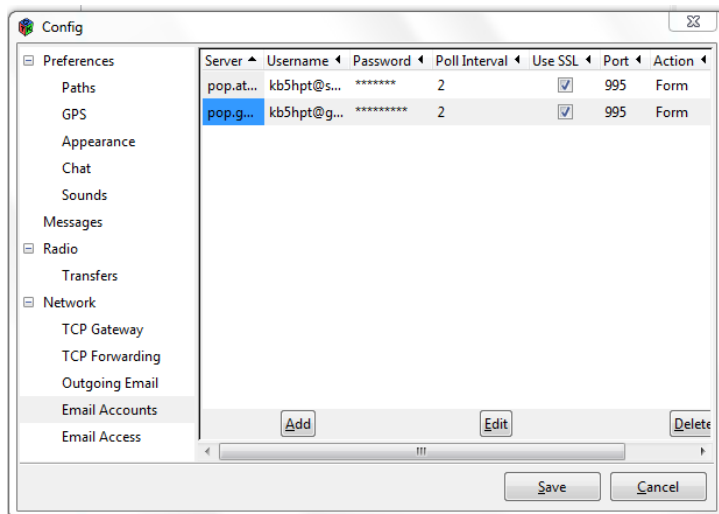 Config
Preferences
Paths
GPS
Appearance
Chat
Sounds
Messages
Radio
Transfers
Network
TCP Gateway
TCP Forwarding
Outgoing Email
Email Accounts
Email Access
Server Username Password Poll Interval Use SSL Port Action
pop.at... kb5hpt@s... ******* 2 995 Form
pop.g... kb5hpt@g... ********* 2 995 Form
Add Edit Delete
Save Cancel